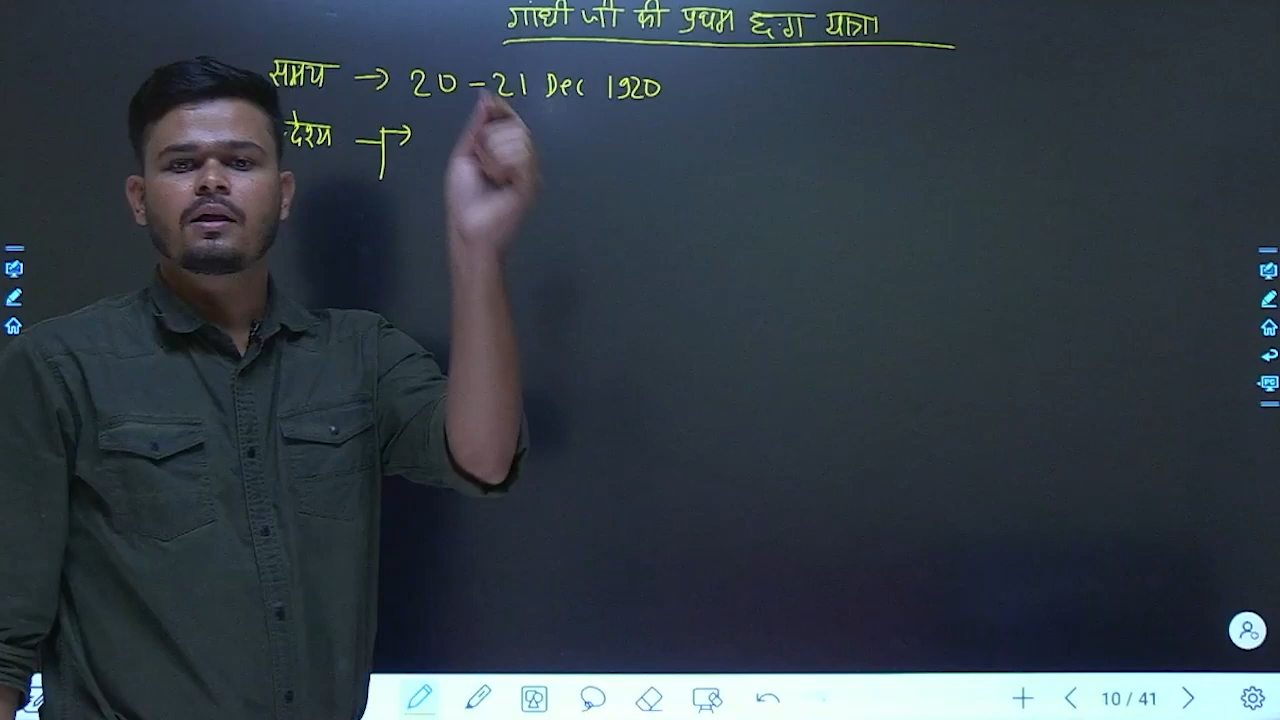 गांधी जी की प्रथम छ.ग यात्रा
समय → 20-21 Dec 1920
द्देश्य →
10 / 41